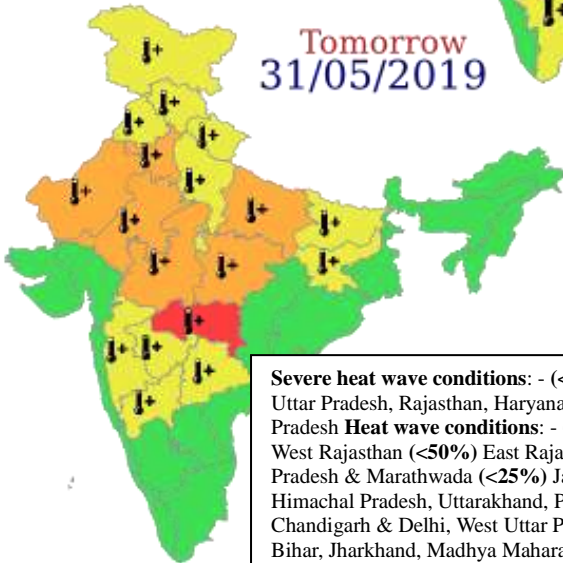 Tomorrow
31/05/2019
Severe heat wave conditions: - (<
Uttar Pradesh, Rajasthan, Haryana
Pradesh Heat wave conditions: -
West Rajasthan (<50%) East Raja
Pradesh & Marathwada (<25%) Ja
Himachal Pradesh, Uttarakhand, P
Chandigarh & Delhi, West Uttar P
Bihar, Jharkhand, Madhya Mahara